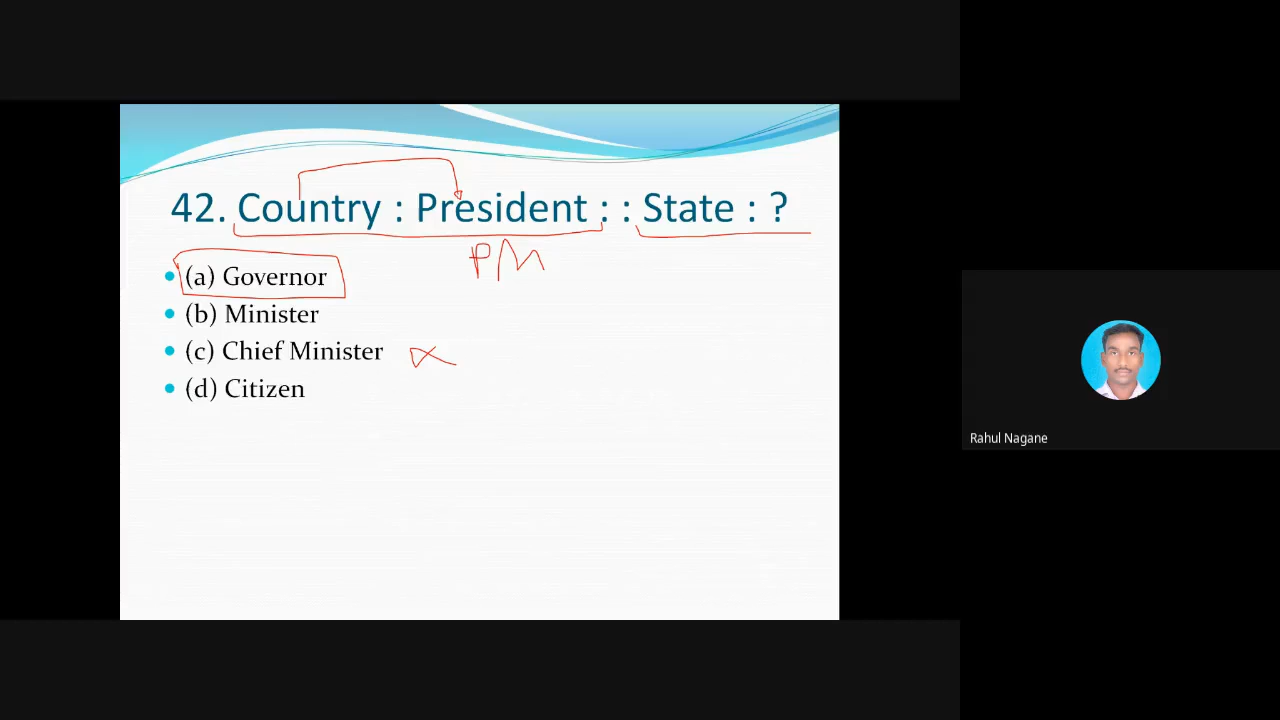 42. Country : President : : State : ?
PM
(a) Governor
(b) Minister
(c) Chief Minister
(d) Citizen
Rahul Nagane